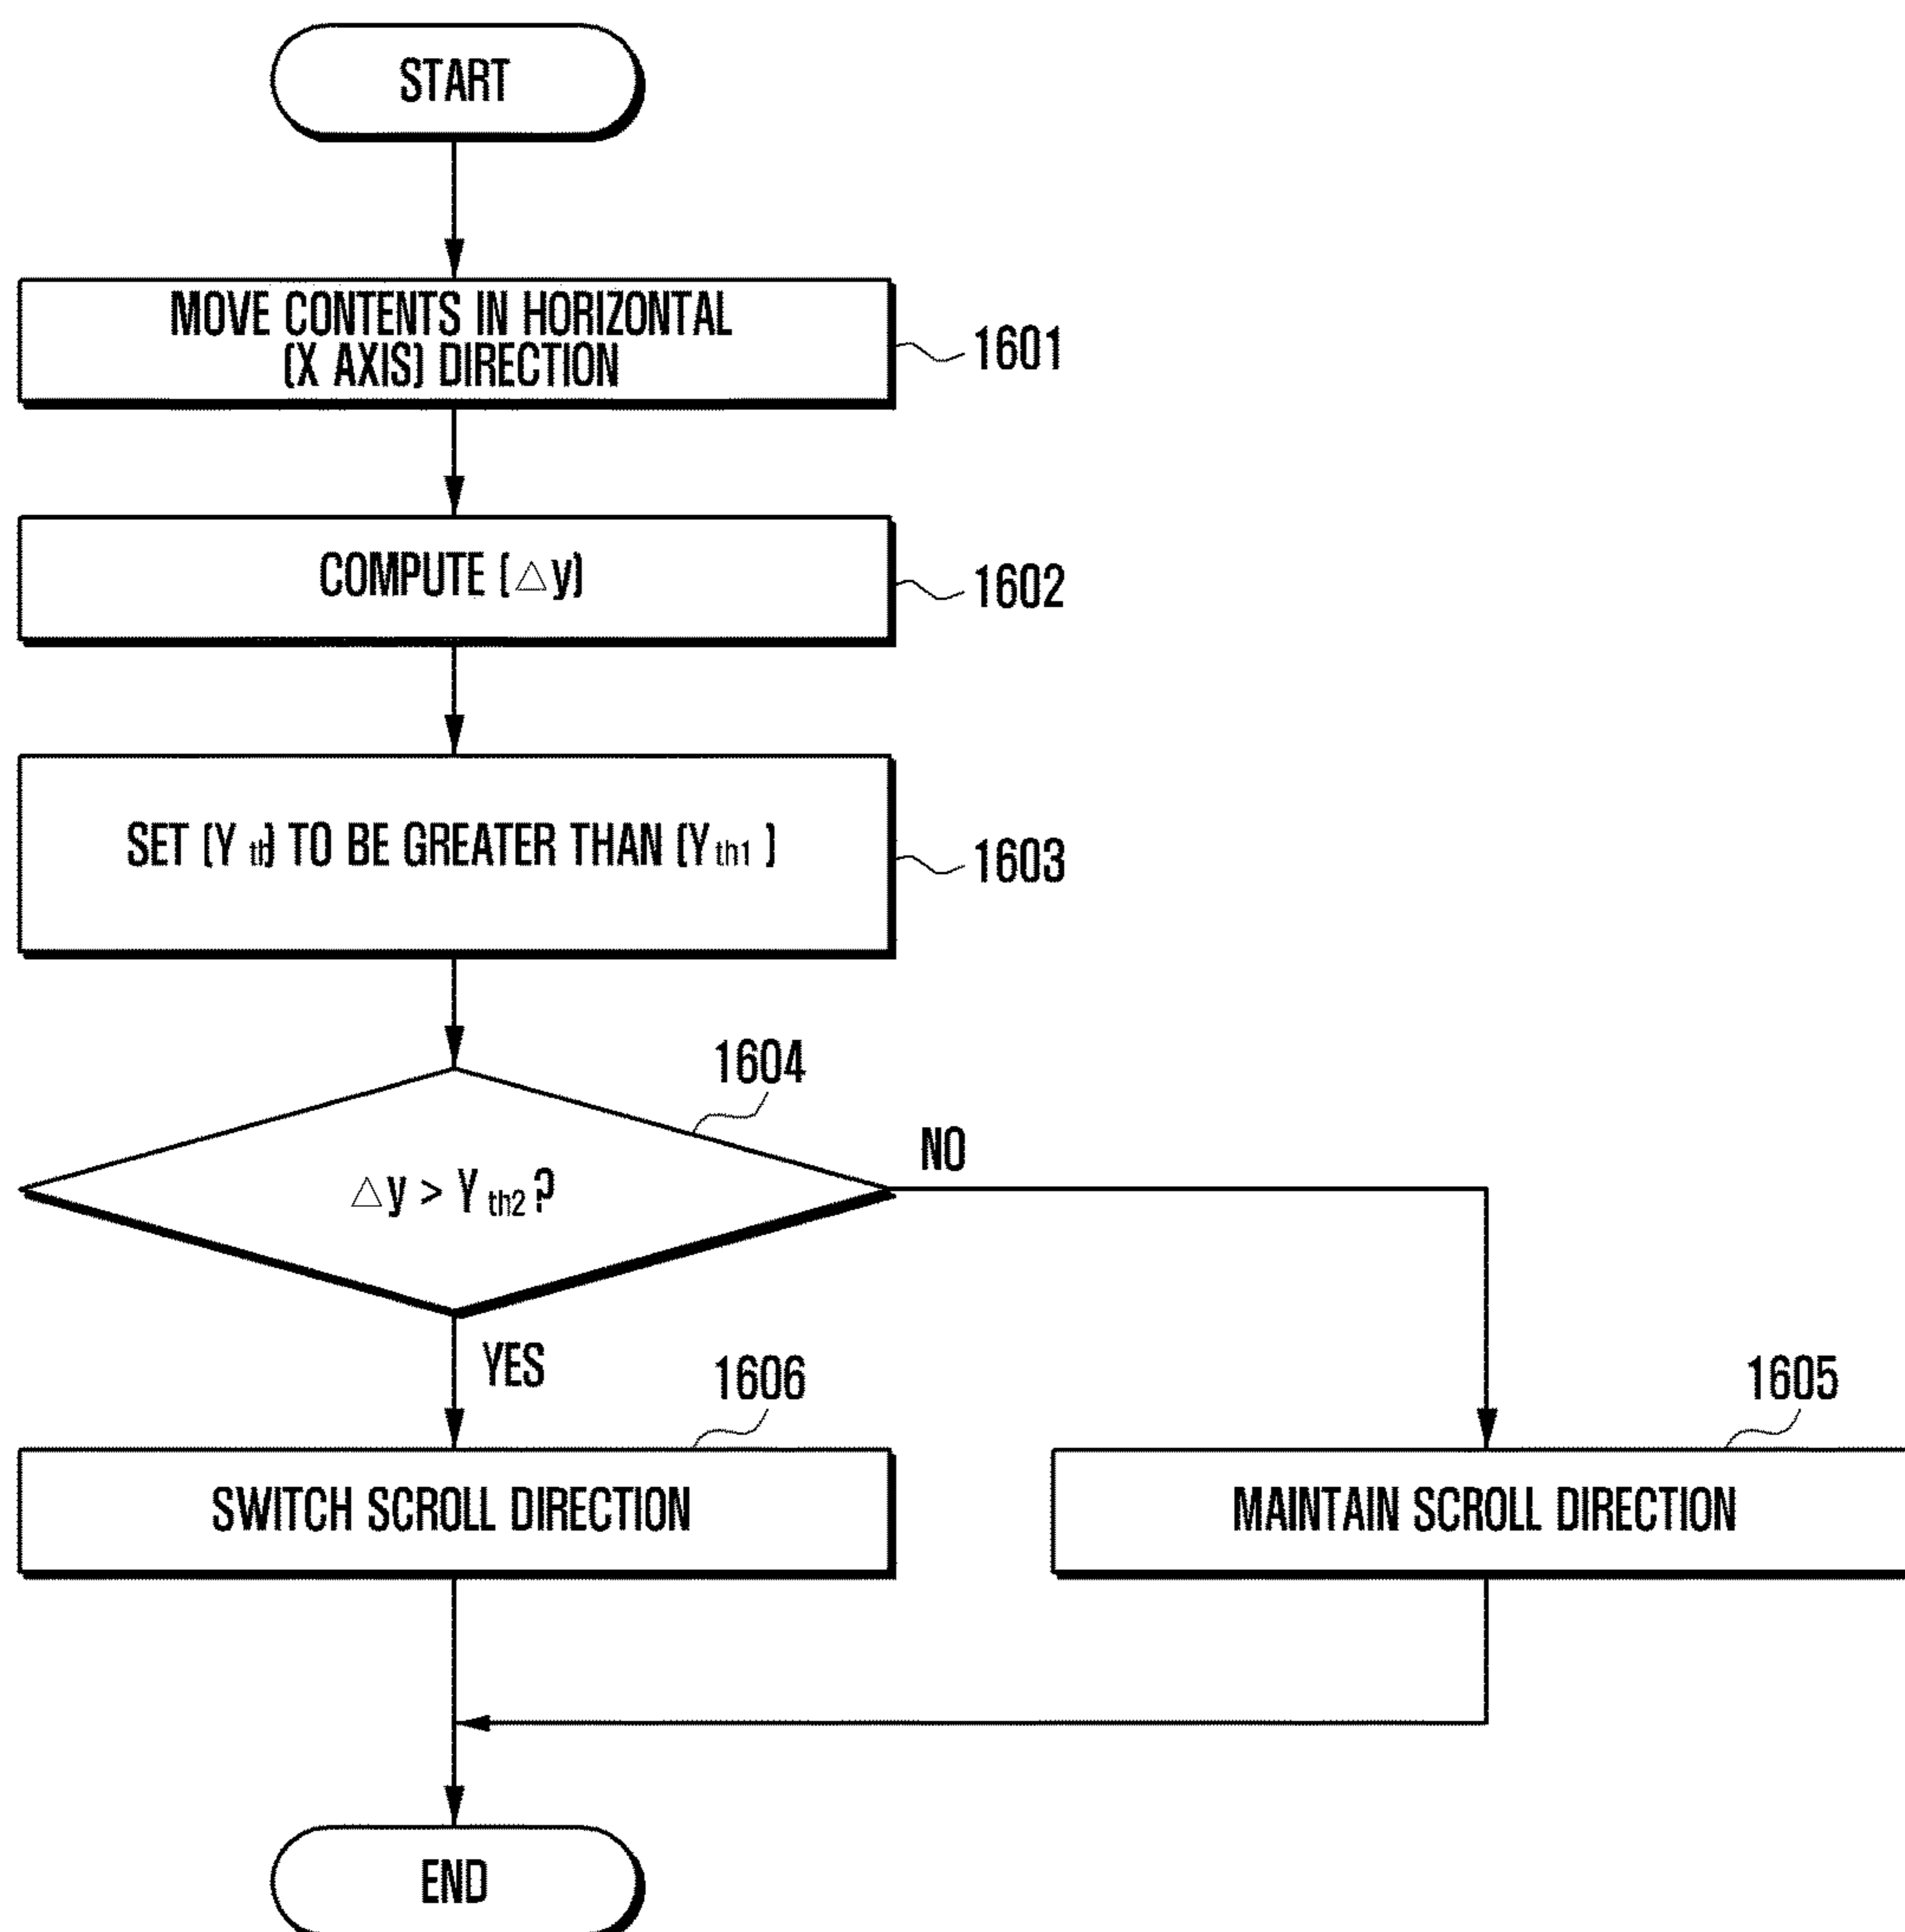 START
MOVE CONTENTS IN HORIZONTAL
(X AXIS) DIRECTION
1601
COMPUTE (△y)
1602
SET (Y th) TO BE GREATER THAN (Y th1 )
1603
1604
△y > Y th2 ?
NO
YES
1606
1605
SWITCH SCROLL DIRECTION
MAINTAIN SCROLL DIRECTION
END